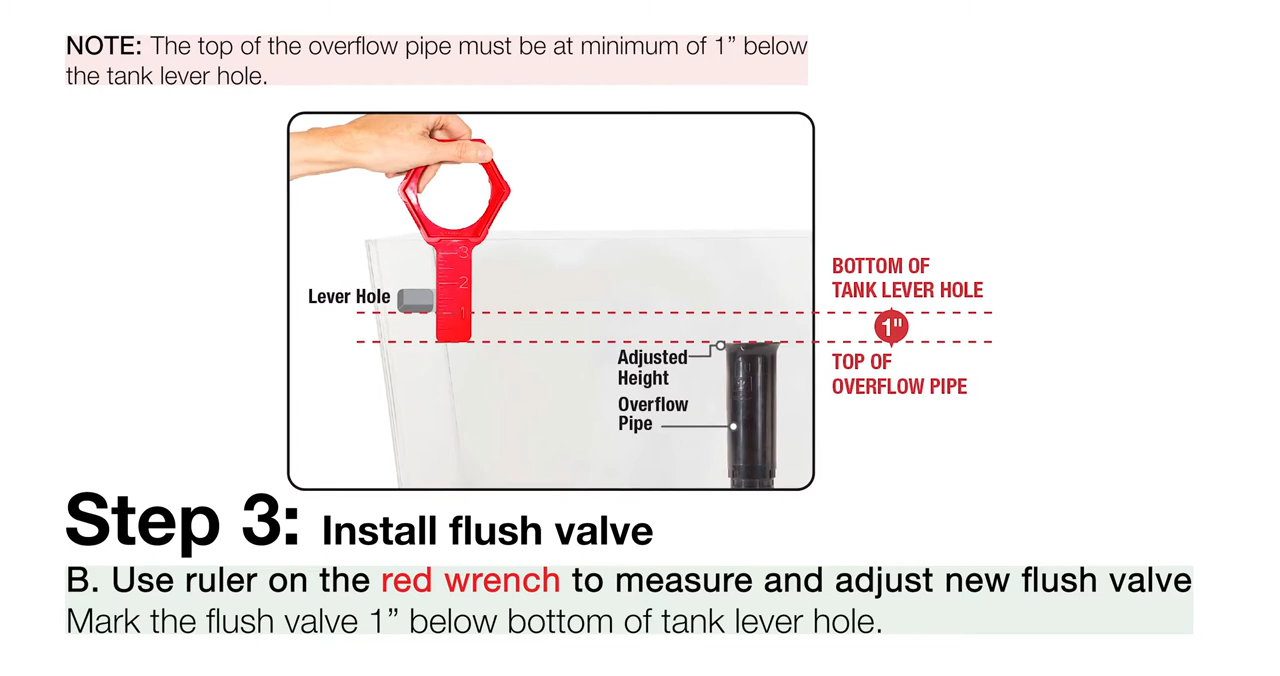 NOTE: The top of the overflow pipe must be at minimum of 1” below
the tank lever hole.
3
2
1
Lever Hole
BOTTOM OF
TANK LEVER HOLE
1"
Adjusted
Height
TOP OF
OVERFLOW PIPE
Overflow
Pipe
Step 3: Install flush valve
B. Use ruler on the red wrench to measure and adjust new flush valve
Mark the flush valve 1” below bottom of tank lever hole.